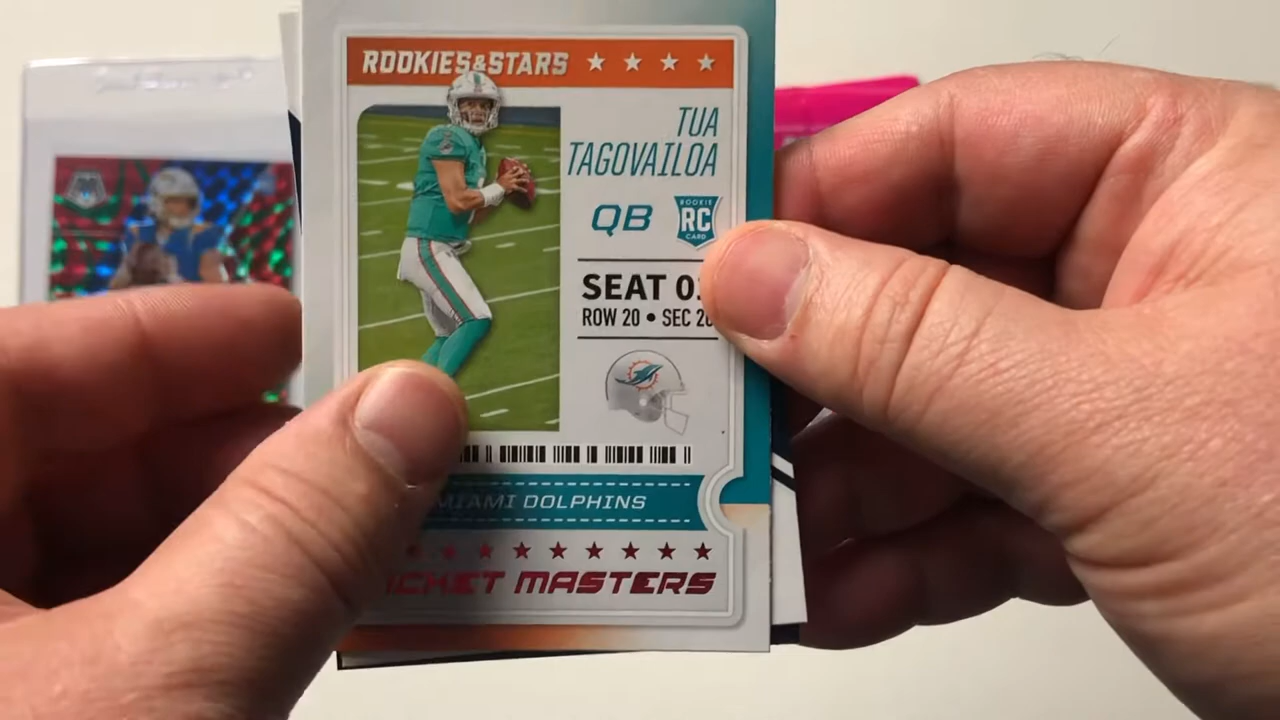 ROOKIES&STARS
TUA
TAGOVAILOA
QB
ROOKIE
RC
CARD
SEAT
ROW 20 • SEC
MIAMI DOLPHINS
MASTERS